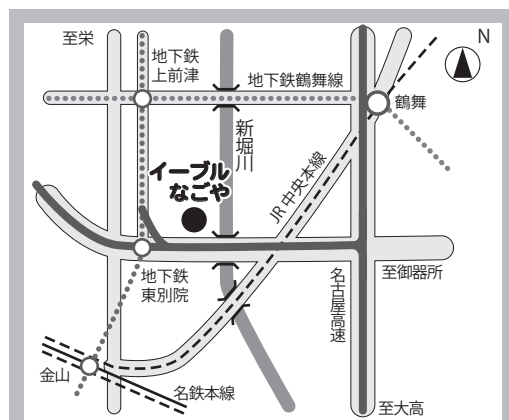 至栄
N
地下鉄
上前津
地下鉄鶴舞線
鶴舞
新堀川
イーブル
なごや
JR中央本線
地下鉄
東別院
名古屋高速
至御器所
金山
名鉄本線
至大高